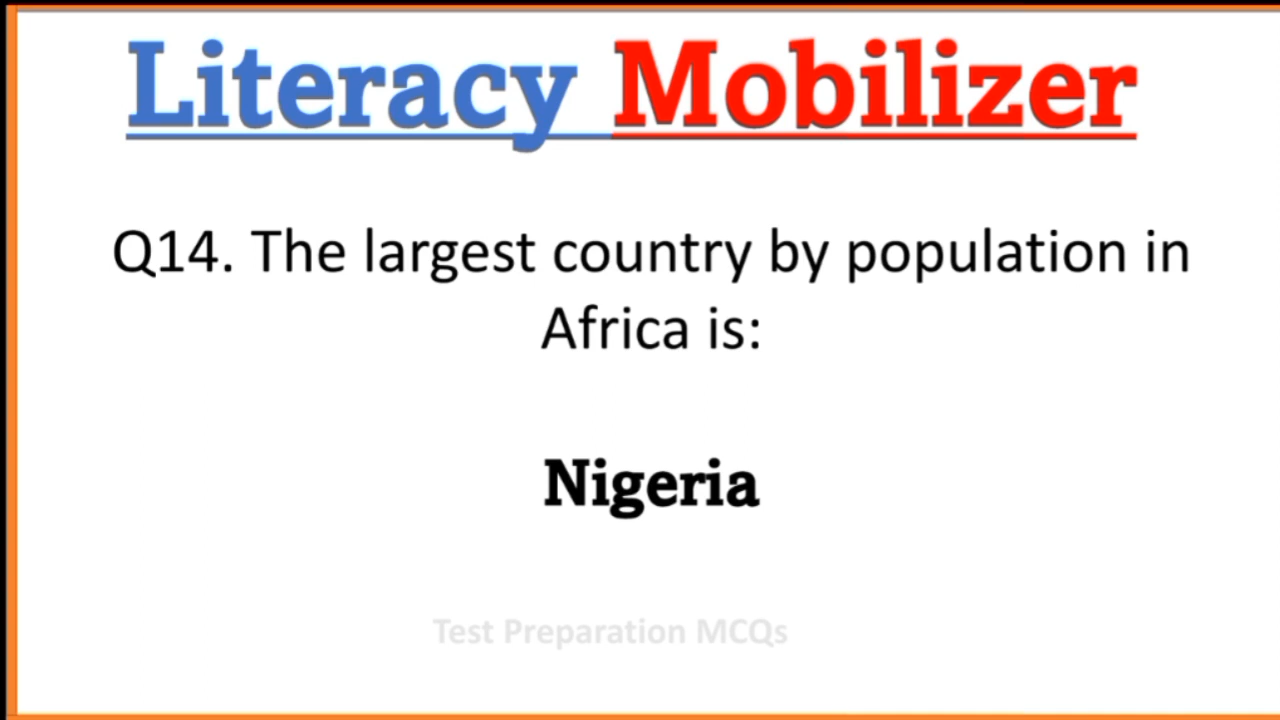 Literacy Mobilizer
Q14. The largest country by population in
Africa is:
Nigeria
Test Preparation MCQs